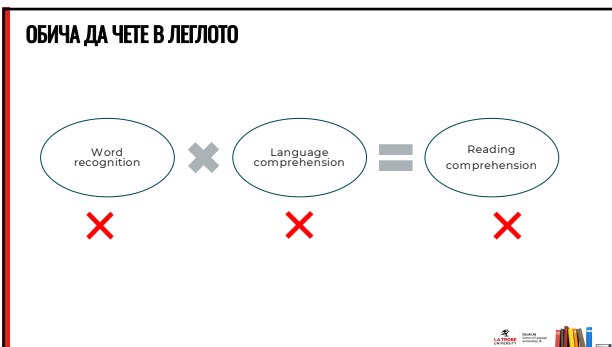 ОБИЧА ДА ЧЕТЕ В ЛЕГЛОТО
Word
recognition
Language
comprehension
Reading
comprehension
LA TROBE
UNIVERSITY